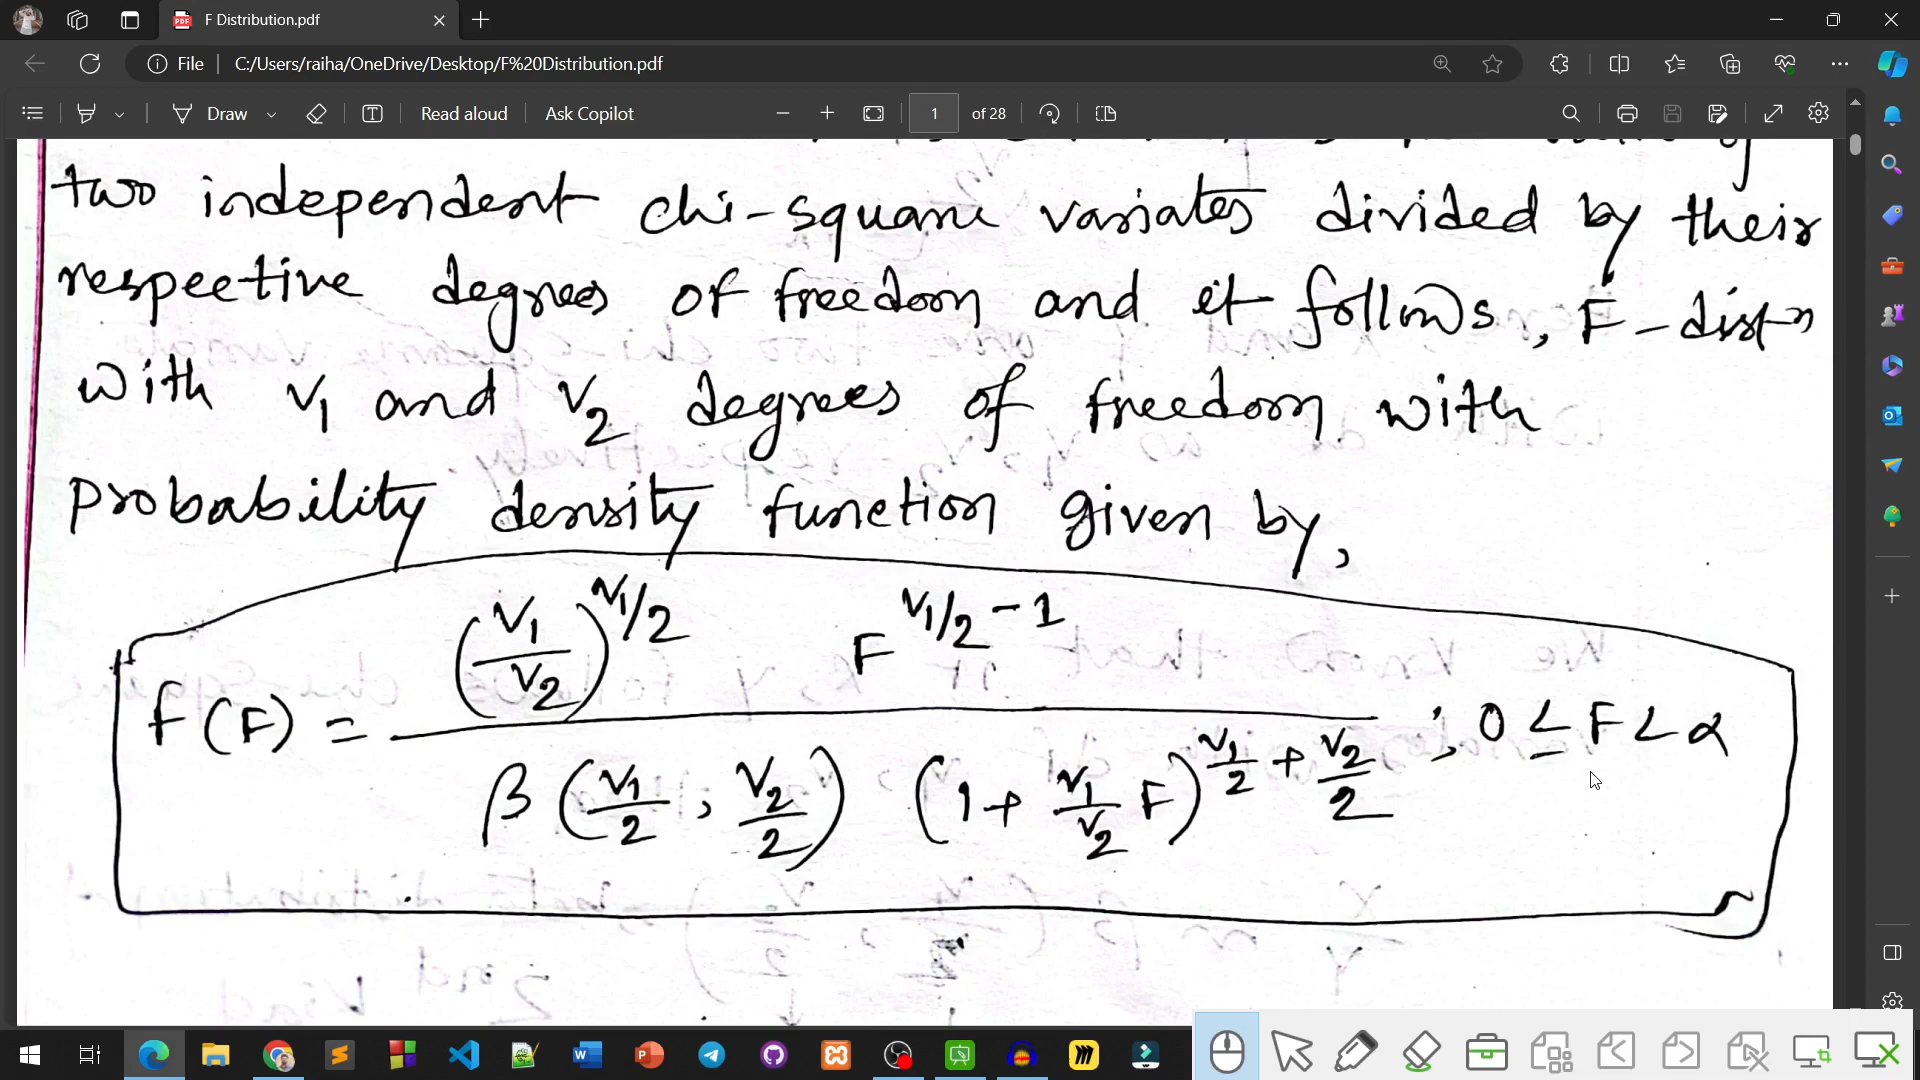 F Distribution.pdf
File | C:/Users/raiha/OneDrive/Desktop/F%20Distribution.pdf
Draw Read aloud Ask Copilot 1 of 28
two independent chi-square variates divided by their
respective degrees of freedom and it follows, F-distn
with v₁ and v₂ degrees of freedom with
probability density function given by,
f(F) = (v₁/v₂)^(v₁/2) F^(v₁/2 - 1) / β(v₁/2, v₂/2) (1 + v₁/v₂ F)^(v₁/2 + v₂/2) ; 0 ≤ F < α